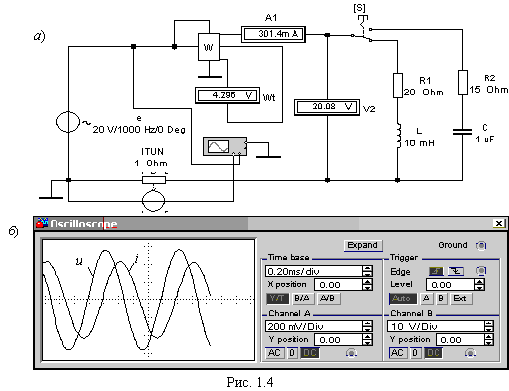 [S]
A1
а)
301.4m A
W
4.296 V
Wt
20.08 V
V2
R1
20 Ohm
R2
15 Ohm
L
10 mH
C
1 uF
e
20 V/1000 Hz/0 Deg
ITUN
1 Ohm
б)
Oscilloscope
Expand
Ground
u
i
Time base
0.20ms/div
X position 0.00
Y/T B/A A/B
Trigger
Edge
Level 0.00
Auto A B Ext
Channel A
200 mV/Div
Y position 0.00
AC 0 DC
Channel B
10 V/Div
Y position 0.00
AC 0 DC
Рис. 1.4